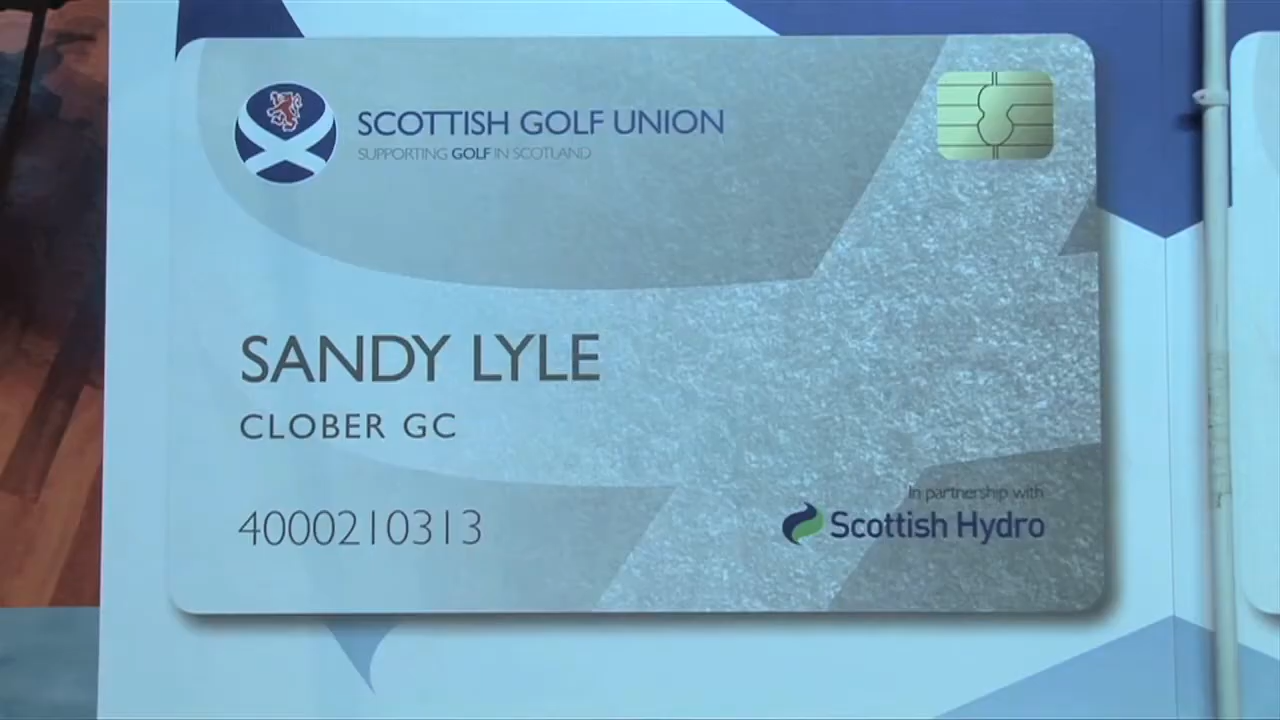 SCOTTISH GOLF UNION
SUPPORTING GOLF IN SCOTLAND
SANDY LYLE
CLOBER GC
4000210313
In partnership with
Scottish Hydro